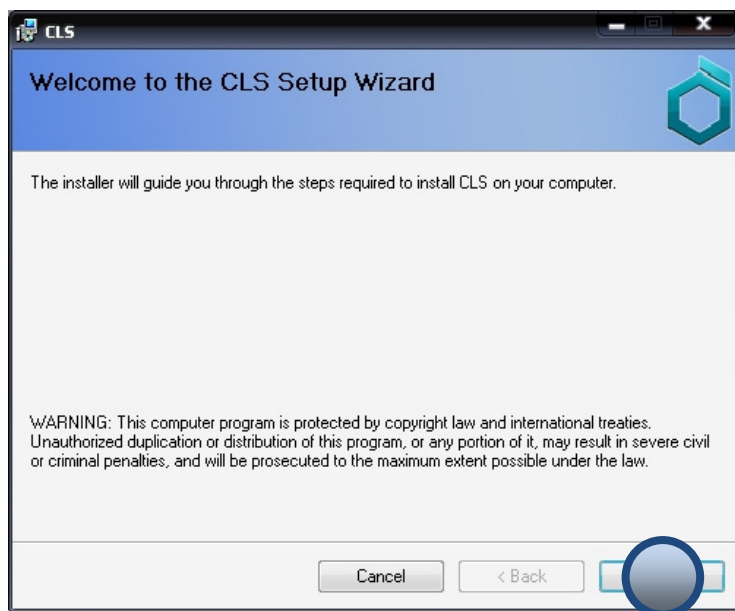 CLS
Welcome to the CLS Setup Wizard
The installer will guide you through the steps required to install CLS on your computer.
WARNING: This computer program is protected by copyright law and international treaties.
Unauthorized duplication or distribution of this program, or any portion of it, may result in severe civil
or criminal penalties, and will be prosecuted to the maximum extent possible under the law.
Cancel
< Back